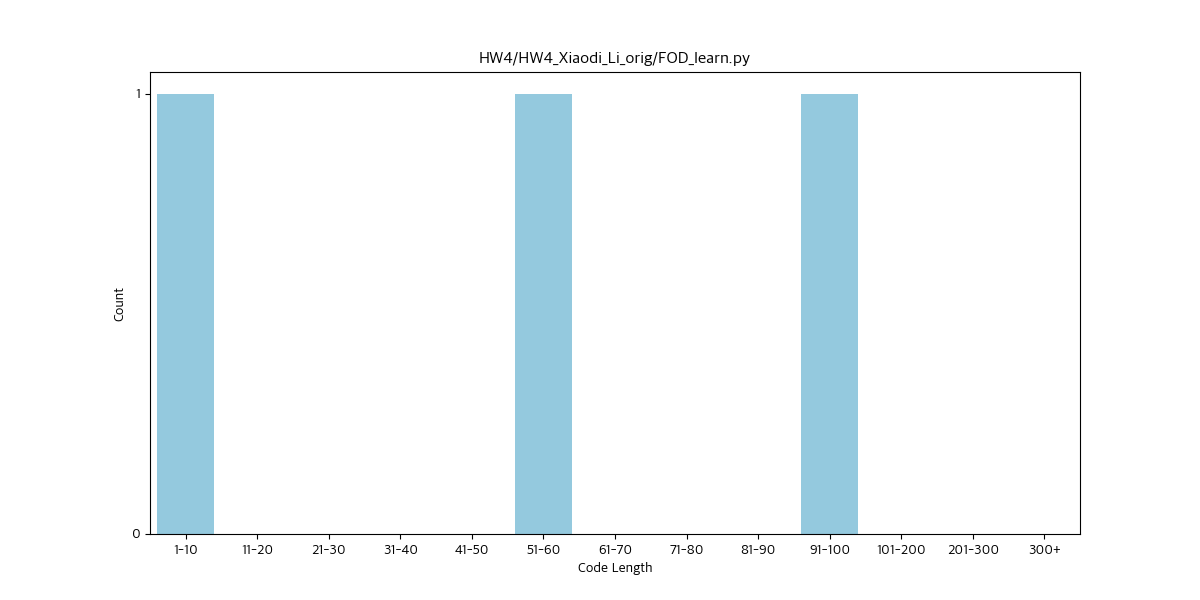 HW4/HW4_Xiaodi_Li_orig/FOD_learn.py
1
Count
0
1-10 11-20 21-30 31-40 41-50 51-60 61-70 71-80 81-90 91-100 101-200 201-300 300+
Code Length